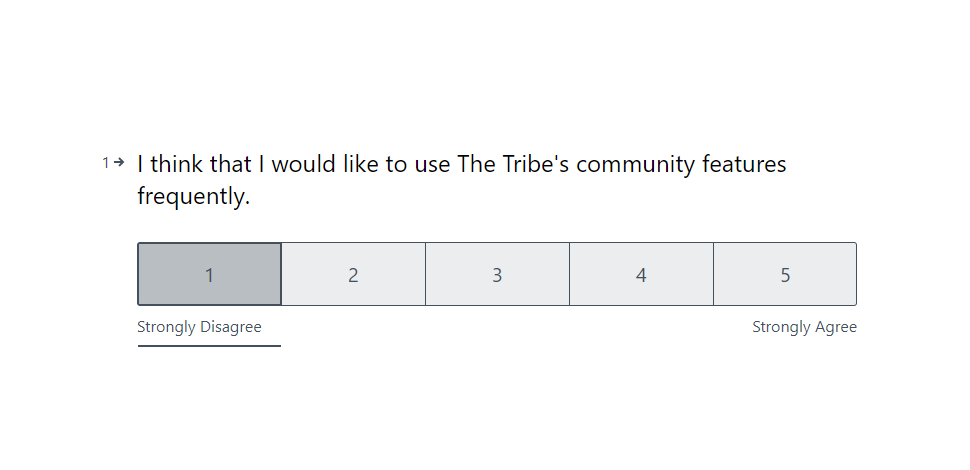 1→ I think that I would like to use The Tribe's community features
frequently.
1 2 3 4 5
Strongly Disagree Strongly Agree